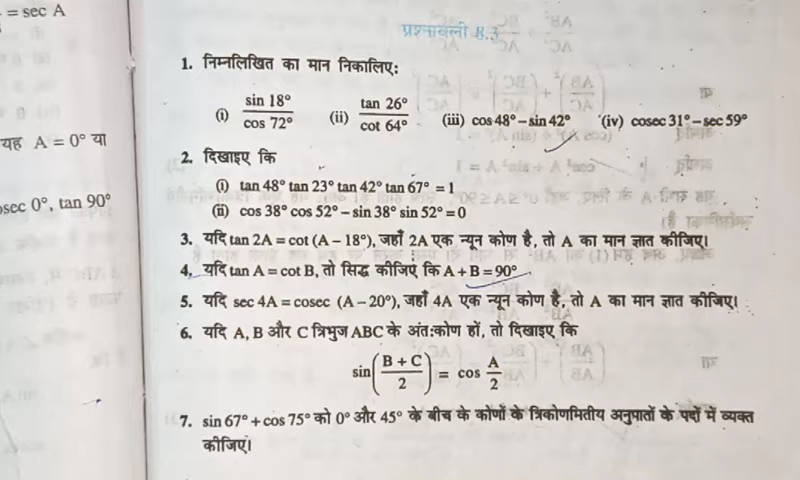 = sec A
यह A = 0° या
sec 0°, tan 90°
प्रश्नावली 8.3
1. निम्नलिखित का मान निकालिए:
(i) sin 18° / cos 72° (ii) tan 26° / cot 64° (iii) cos 48° – sin 42° (iv) cosec 31° – sec 59°
2. दिखाइए कि
(i) tan 48° tan 23° tan 42° tan 67° = 1
(ii) cos 38° cos 52° – sin 38° sin 52° = 0
3. यदि tan 2A = cot (A – 18°), जहाँ 2A एक न्यून कोण है, तो A का मान ज्ञात कीजिए।
4. यदि tan A = cot B, तो सिद्ध कीजिए कि A + B = 90°
5. यदि sec 4A = cosec (A – 20°), जहाँ 4A एक न्यून कोण है, तो A का मान ज्ञात कीजिए।
6. यदि A, B और C त्रिभुज ABC के अंत:कोण हों, तो दिखाइए कि
sin((B + C) / 2) = cos A / 2
7. sin 67° + cos 75° को 0° और 45° के बीच के कोणों के त्रिकोणमितीय अनुपातों के पदों में व्यक्त
कीजिए।